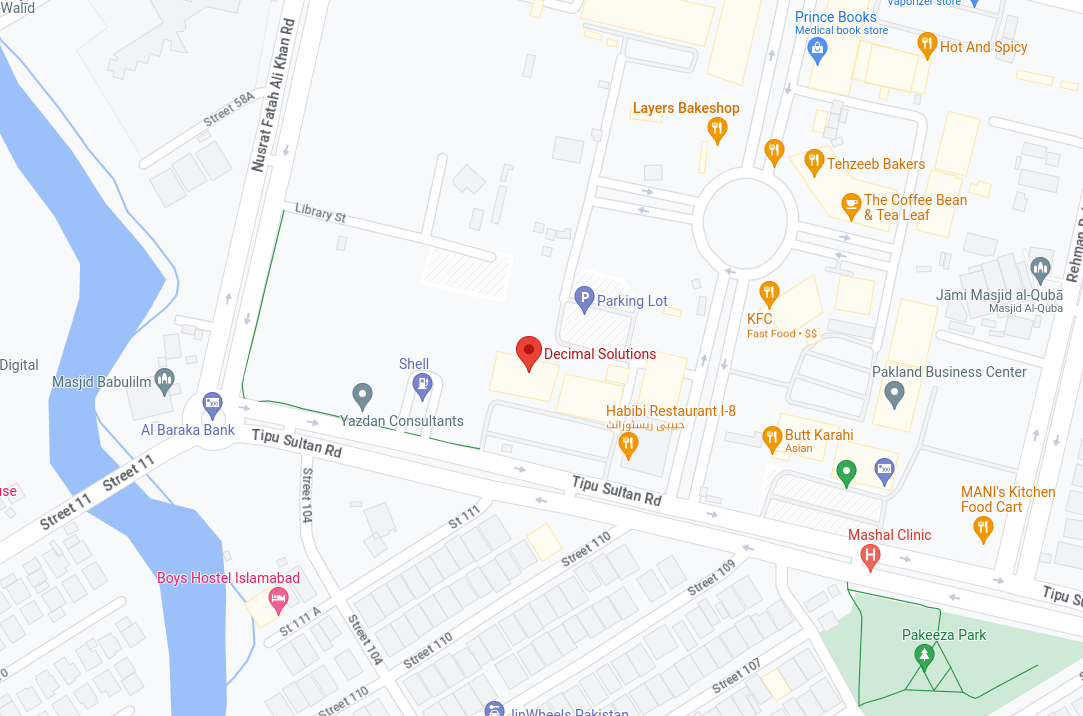 Walīd
Vaporizer store
Prince Books
Medical book store
Hot And Spicy
Nusrat Fatah Ali Khan Rd
Street 58A
Layers Bakeshop
Tehzeeb Bakers
The Coffee Bean
& Tea Leaf
Library St
Rehman
Jāmi Masjid al-Qubā
Masjid Al-Quba
P
Parking Lot
KFC
Fast Food • $$
Digital
Masjid Babulilm
Shell
Decimal Solutions
Pakland Business Center
Yazdan Consultants
Habibi Restaurant I-8
حبيبى ريسٹورانٹ
Al Baraka Bank
Tipu Sultan Rd
Butt Karahi
Asian
Street 11
Street 11
use
Street 104
Tipu Sultan Rd
MANI's Kitchen
Food Cart
St 111
Street 110
Mashal Clinic
H
Street 109
Boys Hostel Islamabad
Tipu Su
St 111 A
Street 104
Street 110
Pakeeza Park
Street 107
Street 110
JinWheels Pakistan